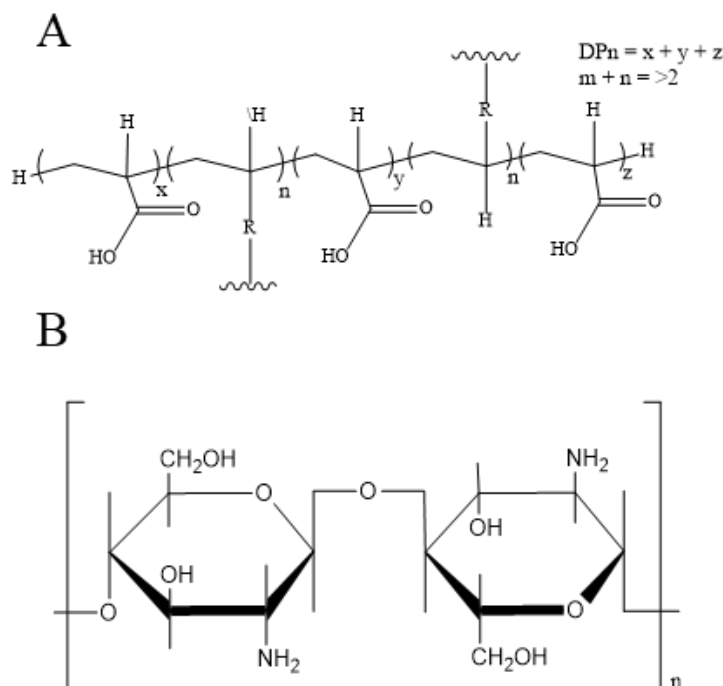 A
DPn = x + y + z
m + n = >2
R
H \H H H
H ( )x ( )n ( )y ( )n ( )z H
O O O
R
HO HO H HO
B
CH2OH O O NH2
OH OH
O O
NH2 CH2OH
n